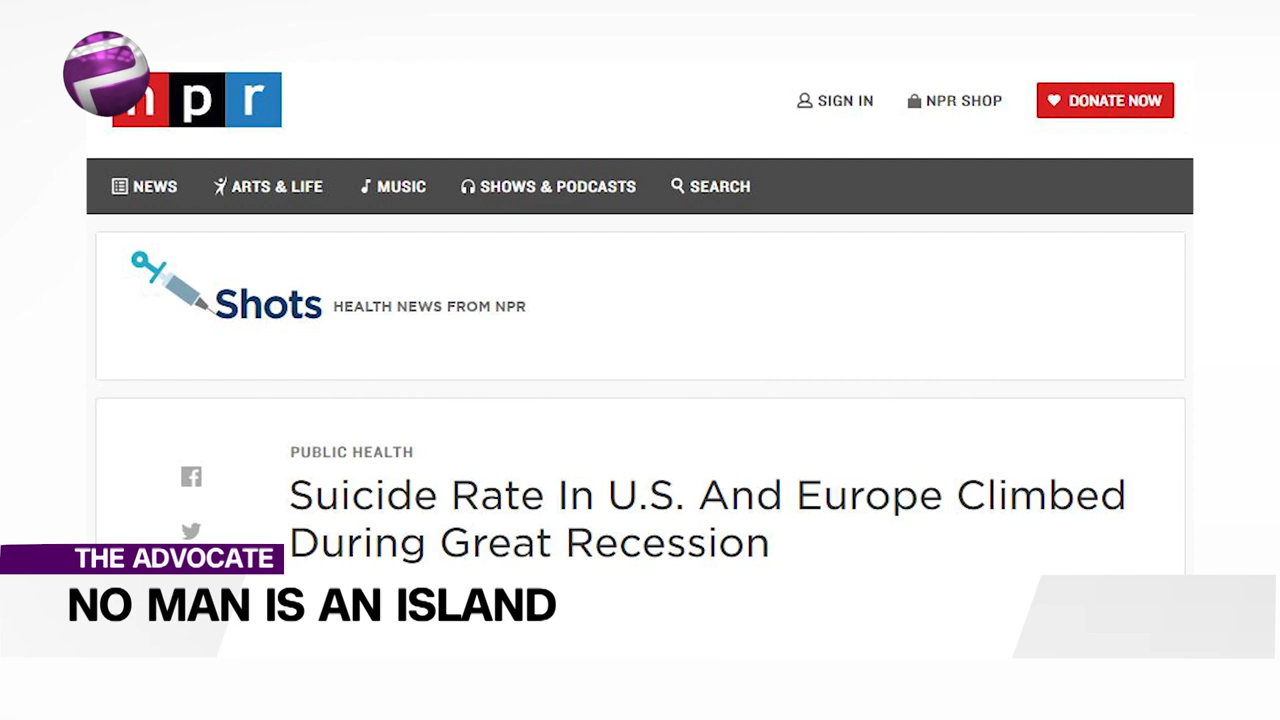 npr
SIGN IN
NPR SHOP
DONATE NOW
NEWS
ARTS & LIFE
MUSIC
SHOWS & PODCASTS
SEARCH
Shots
HEALTH NEWS FROM NPR
PUBLIC HEALTH
Suicide Rate In U.S. And Europe Climbed
During Great Recession
THE ADVOCATE
NO MAN IS AN ISLAND